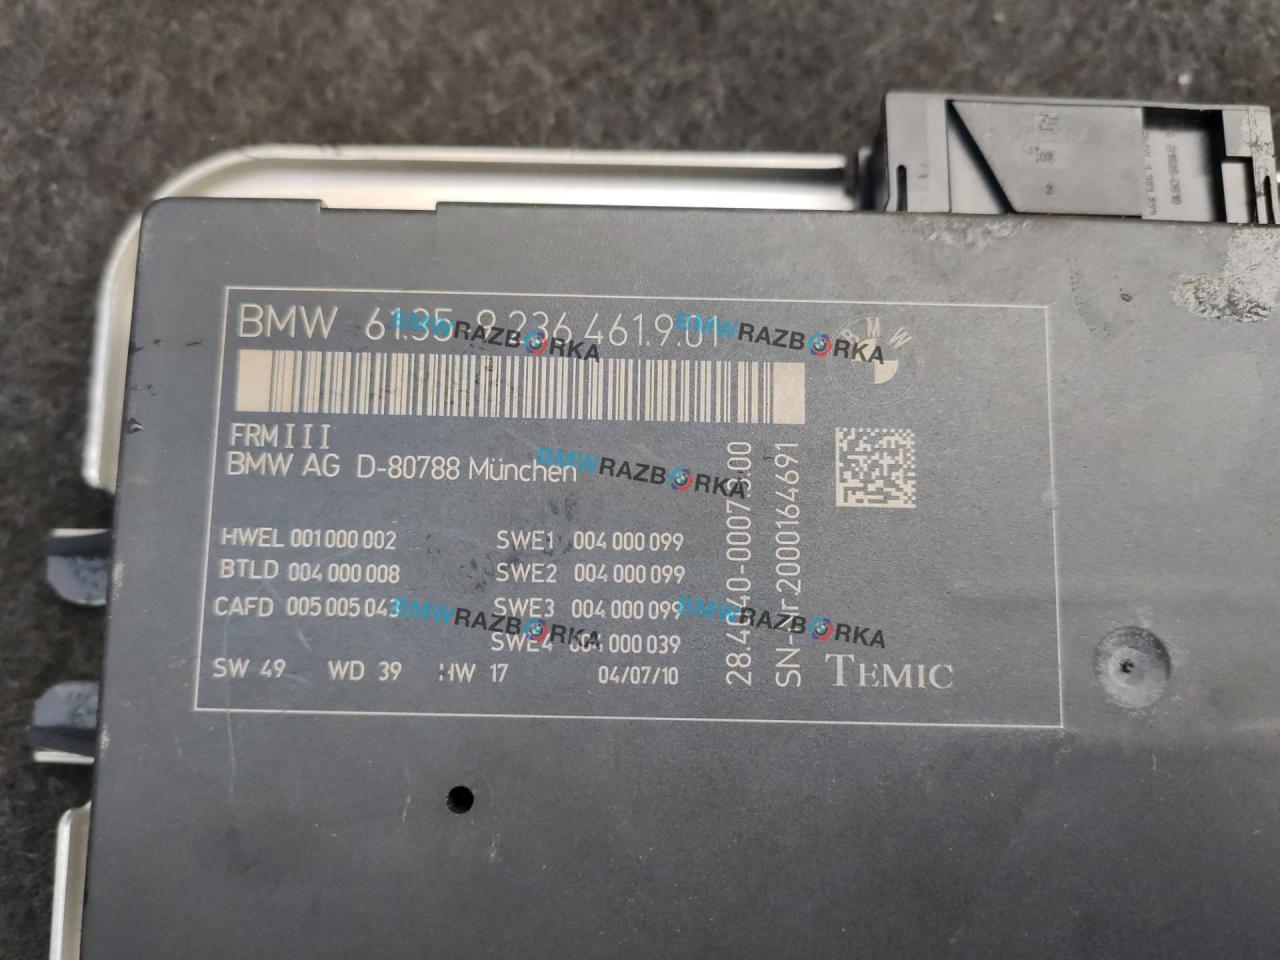 BMW 61.35 9 236 461.9.01
BMWRAZBORKA
BMWRAZBORKA
BMW
FRMIII
BMW AG D-80788 München
BMWRAZBORKA
HWEL 001 000 002 SWE1 004 000 099
BTLD 004 000 008 SWE2 004 000 099
CAFD 005 005 043 SWE3 004 000 099
BMWRAZBORKA
BMWRAZBORKA
SWE4 004 000 039
SW 49 WD 39 HW 17 04/07/10
SN-Nr 2000164691
TEMIC